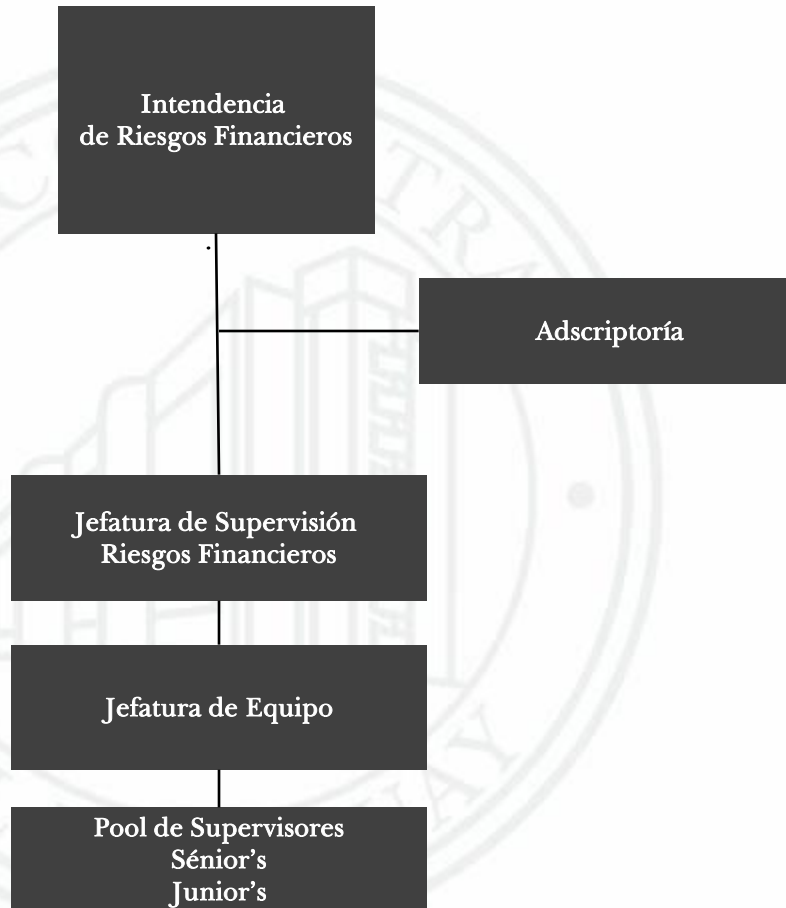 Intendencia
de Riesgos Financieros
Adscriptoría
Jefatura de Supervisión
Riesgos Financieros
Jefatura de Equipo
Pool de Supervisores
Sénior’s
Junior’s